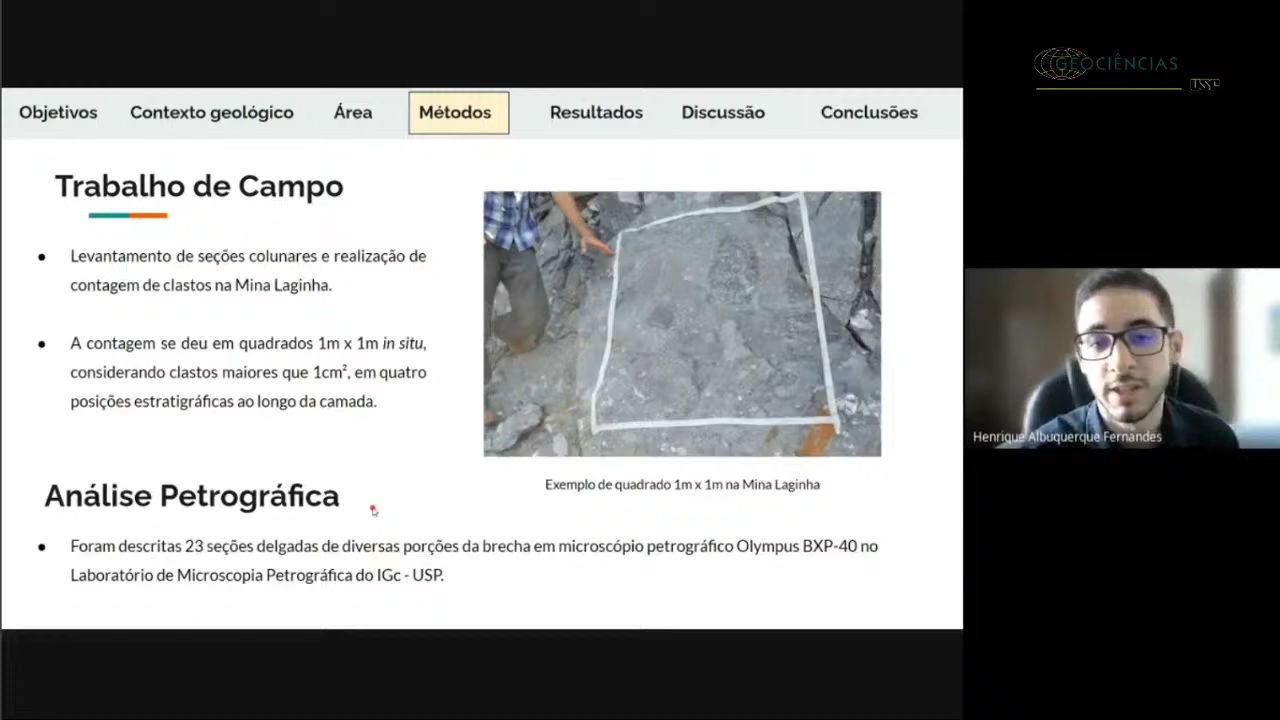 Objetivos Contexto geológico Área Métodos Resultados Discussão Conclusões
Trabalho de Campo
● Levantamento de seções colunares e realização de
contagem de clastos na Mina Laginha.
● A contagem se deu em quadrados 1m x 1m in situ,
considerando clastos maiores que 1cm², em quatro
posições estratigráficas ao longo da camada.
Exemplo de quadrado 1m x 1m na Mina Laginha
Análise Petrográfica
● Foram descritas 23 seções delgadas de diversas porções da brecha em microscópio petrográfico Olympus BXP-40 no
Laboratório de Microscopia Petrográfica do IGc - USP.
GEOCIÊNCIAS
USP
Henrique Albuquerque Fernandes